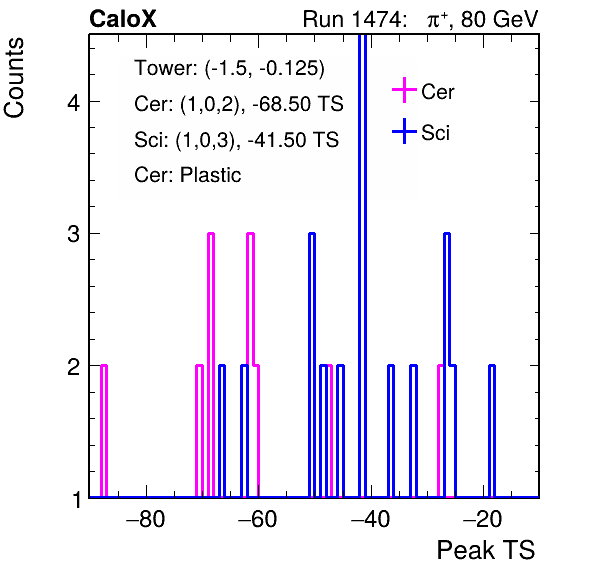 CaloX Run 1474: π⁺, 80 GeV
Counts
Tower: (-1.5, -0.125)
Cer: (1,0,2), -68.50 TS
Sci: (1,0,3), -41.50 TS
Cer: Plastic
Cer
Sci
4
3
2
1
−80 −60 −40 −20
Peak TS